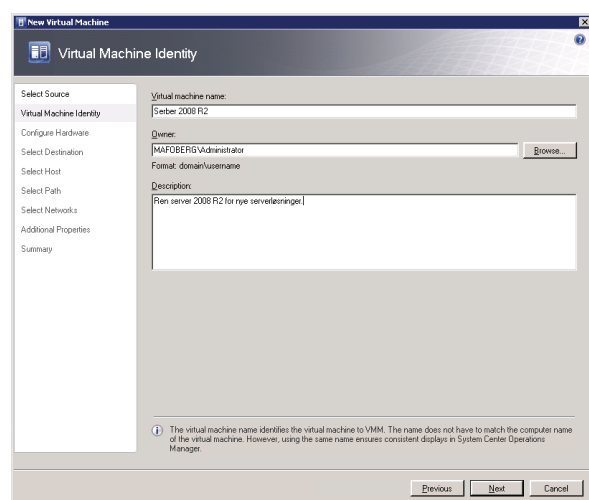 New Virtual Machine
Virtual Machine Identity
Select Source
Virtual Machine Identity
Configure Hardware
Select Destination
Select Host
Select Path
Select Networks
Additional Properties
Summary
Virtual machine name:
Serber 2008 R2
Owner:
MAFOBERG\Administrator
Browse...
Format: domain\username
Description:
Ren server 2008 R2 for nye serverløsninger.
The virtual machine name identifies the virtual machine to VMM. The name does not have to match the computer name
of the virtual machine. However, using the same name ensures consistent displays in System Center Operations
Manager.
Previous
Next
Cancel